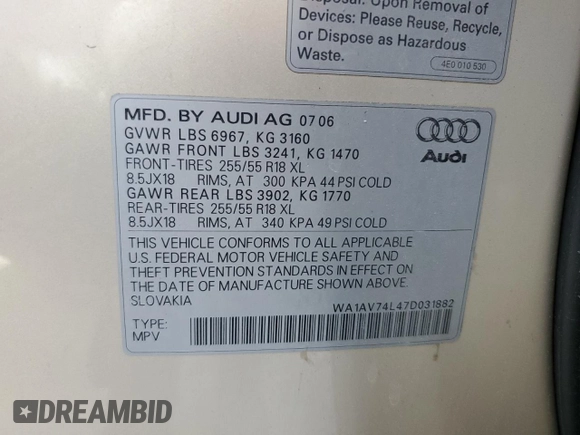 Disposal: Upon Removal of
Devices: Please Reuse, Recycle,
or Dispose as Hazardous
Waste.
4E0 010 530
MFD. BY AUDI AG 07 06
GVWR LBS 6967, KG 3160
GAWR FRONT LBS 3241, KG 1470
FRONT-TIRES 255/55 R18 XL
8.5JX18 RIMS, AT 300 KPA 44 PSI COLD
GAWR REAR LBS 3902, KG 1770
REAR-TIRES 255/55 R18 XL
8.5JX18 RIMS, AT 340 KPA 49 PSI COLD
Audi
THIS VEHICLE CONFORMS TO ALL APPLICABLE
U.S. FEDERAL MOTOR VEHICLE SAFETY AND
THEFT PREVENTION STANDARDS IN EFFECT ON
THE DATE OF MANUFACTURE SHOWN ABOVE.
SLOVAKIA
WA1AV74L47D031882
TYPE:
MPV
DREAMBID